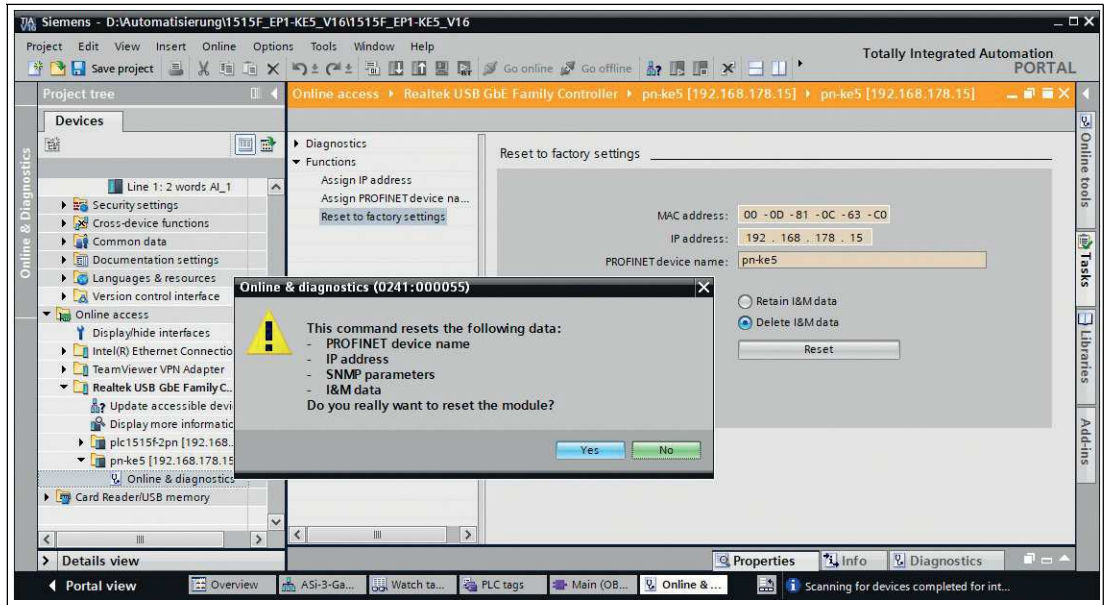 Siemens - D:\Automatisierung\1515F_EP1-KE5_V16\1515F_EP1-KE5_V16
Project Edit View Insert Online Options Tools Window Help
Totally Integrated Automation
PORTAL
Save project Go online Go offline
Project tree
Online access Realtek USB GbE Family Controller pn-ke5 [192.168.178.15] pn-ke5 [192.168.178.15]
Devices
Online & Diagnostics
Line 1: 2 words AI_1
Security settings
Cross-device functions
Common data
Documentation settings
Languages & resources
Version control interface
Online access
Display/hide interfaces
Intel(R) Ethernet Connectio
TeamViewer VPN Adapter
Realtek USB GbE Family C..
Update accessible devi
Display more informatic
plc1515f-2pn [192.168..
pn-ke5 [192.168.178.15
Online & diagnostics
Card Reader/USB memory
Details view
Diagnostics
Functions
Assign IP address
Assign PROFINET device na...
Reset to factory settings
Reset to factory settings
MAC address: 00 - 0D - 81 - 0C - 63 - C0
IP address: 192 . 168 . 178 . 15
PROFINET device name: pn-ke5
Retain I&M data
Delete I&M data
Reset
Online & diagnostics (0241:000055)
This command resets the following data:
- PROFINET device name
- IP address
- SNMP parameters
- I&M data
Do you really want to reset the module?
Yes No
Online tools
Tasks
Libraries
Add-ins
Properties Info Diagnostics
Portal view Overview ASi-3-Ga... Watch ta... PLC tags Main (OB... Online & ... Scanning for devices completed for int...